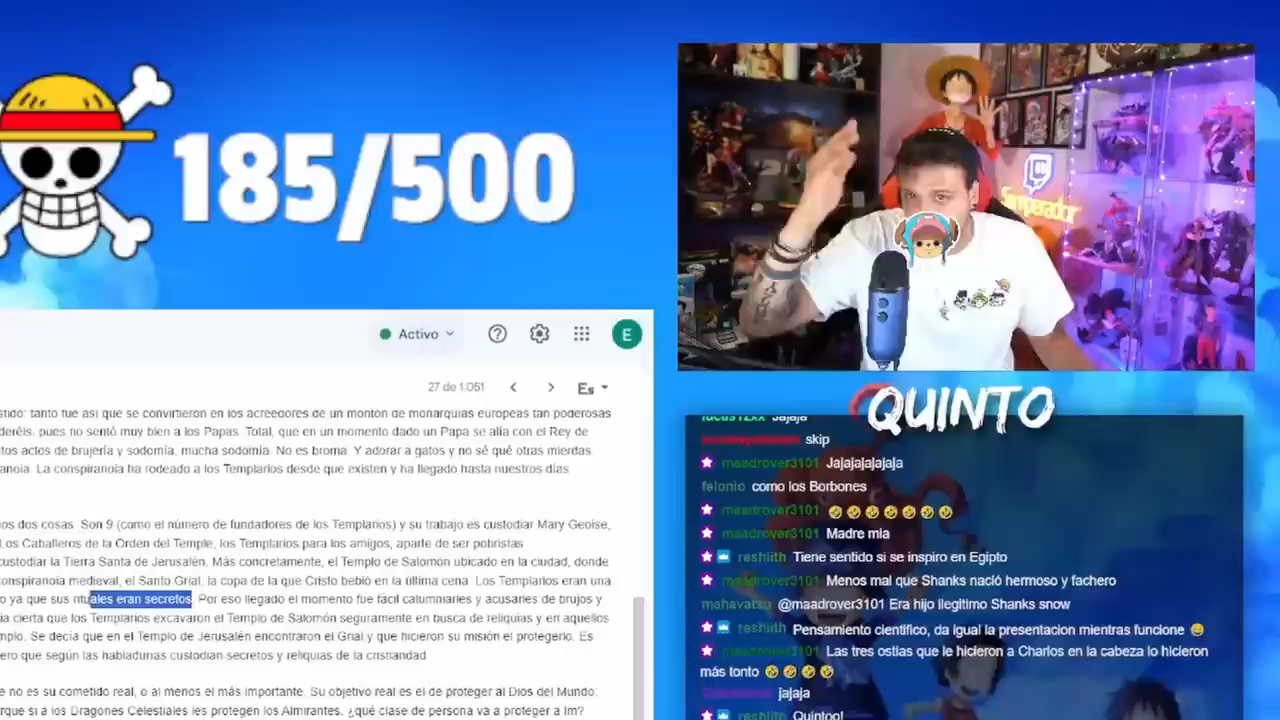 185/500
Activo
E
27 de 1.051
Es
stido: tanto fue así que se convirtieron en los acreedores de un montón de monarquías europeas tan poderosas
deréis, pues no sentó muy bien a los Papas. Total, que en un momento dado un Papa se alía con el Rey de
tos actos de brujería y sodomía, mucha sodomía. No es broma. Y adorar a gatos y no sé qué otras mierdas
anoia. La conspiranoia ha rodeado a los Templarios desde que existen y ha llegado hasta nuestros días
nos dos cosas. Son 9 (como el número de fundadores de los Templarios) y su trabajo es custodiar Mary Geoise,
Los Caballeros de la Orden del Temple, los Templarios para los amigos, aparte de ser pobristas
custodiar la Tierra Santa de Jerusalén. Más concretamente, el Templo de Salomón ubicado en la ciudad, donde
onspiranoia medieval, el Santo Grial, la copa de la que Cristo bebió en la última cena. Los Templarios eran una
o ya que sus rituales eran secretos. Por eso llegado el momento fue fácil calumniarles y acusarles de brujos y
ía cierta que los Templarios excavaron el Templo de Salomón seguramente en busca de reliquias y en aquellos
mplo. Se decía que en el Templo de Jerusalén encontraron el Grial y que hicieron su misión el protegerlo. Es
ero que según las habladurías custodian secretos y reliquias de la cristiandad
e no es su cometido real, o al menos el más importante. Su objetivo real es el de proteger al Dios del Mundo:
rque si a los Dragones Celestiales les protegen los Almirantes, ¿qué clase de persona va a proteger a Im?
Semperador
QUINTO
lucas12xx Jajaja
skip
maadrover3101 Jajajajajajaja
felonio como los Borbones
maadrover3101 🤣🤣🤣🤣🤣🤣
maadrover3101 Madre mia
reshiith Tiene sentido si se inspiro en Egipto
maadrover3101 Menos mal que Shanks nació hermoso y fachero
mahavatxu @maadrover3101 Era hijo ilegitimo Shanks snow
reshiith Pensamiento cientifico, da igual la presentacion mientras funcione 😅
maadrover3101 Las tres ostias que le hicieron a Charlos en la cabeza lo hicieron
más tonto 🤣🤣🤣🤣
jajaja
reshiith Quintoo!